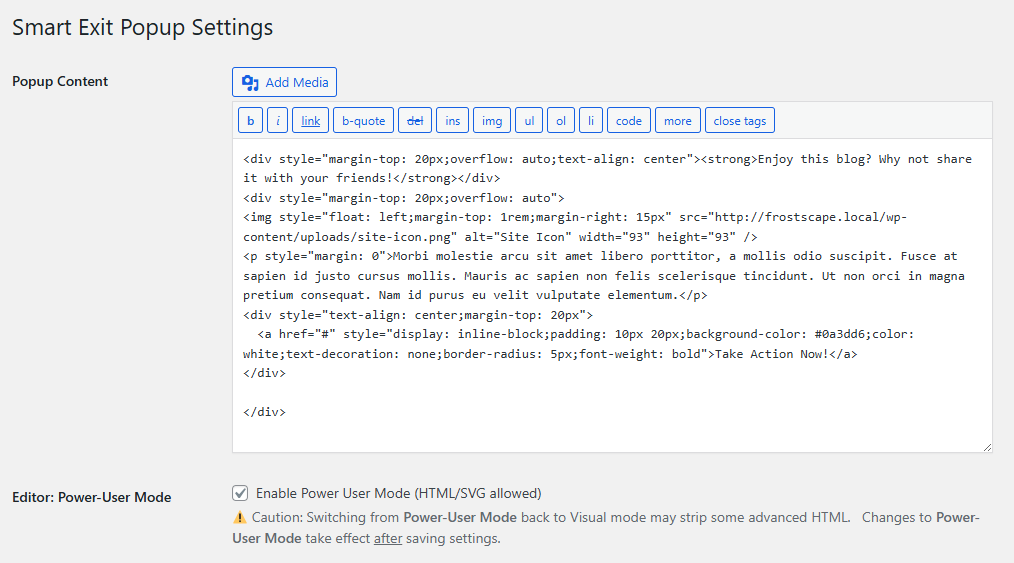 Smart Exit Popup Settings
Popup Content
Add Media
b i link b-quote del ins img ul ol li code more close tags
<div style="margin-top: 20px;overflow: auto;text-align: center"><strong>Enjoy this blog? Why not share
it with your friends!</strong></div>
<div style="margin-top: 20px;overflow: auto">
<img style="float: left;margin-top: 1rem;margin-right: 15px" src="http://frostscape.local/wp-
content/uploads/site-icon.png" alt="Site Icon" width="93" height="93" />
<p style="margin: 0">Morbi molestie arcu sit amet libero porttitor, a mollis odio suscipit. Fusce at
sapien id justo cursus mollis. Mauris ac sapien non felis scelerisque tincidunt. Ut non orci in magna
pretium consequat. Nam id purus eu velit vulputate elementum.</p>
<div style="text-align: center;margin-top: 20px">
  <a href="#" style="display: inline-block;padding: 10px 20px;background-color: #0a3dd6;color:
white;text-decoration: none;border-radius: 5px;font-weight: bold">Take Action Now!</a>
</div>
</div>
Editor: Power-User Mode
Enable Power User Mode (HTML/SVG allowed)
⚠ Caution: Switching from Power-User Mode back to Visual mode may strip some advanced HTML. Changes to Power-
User Mode take effect after saving settings.